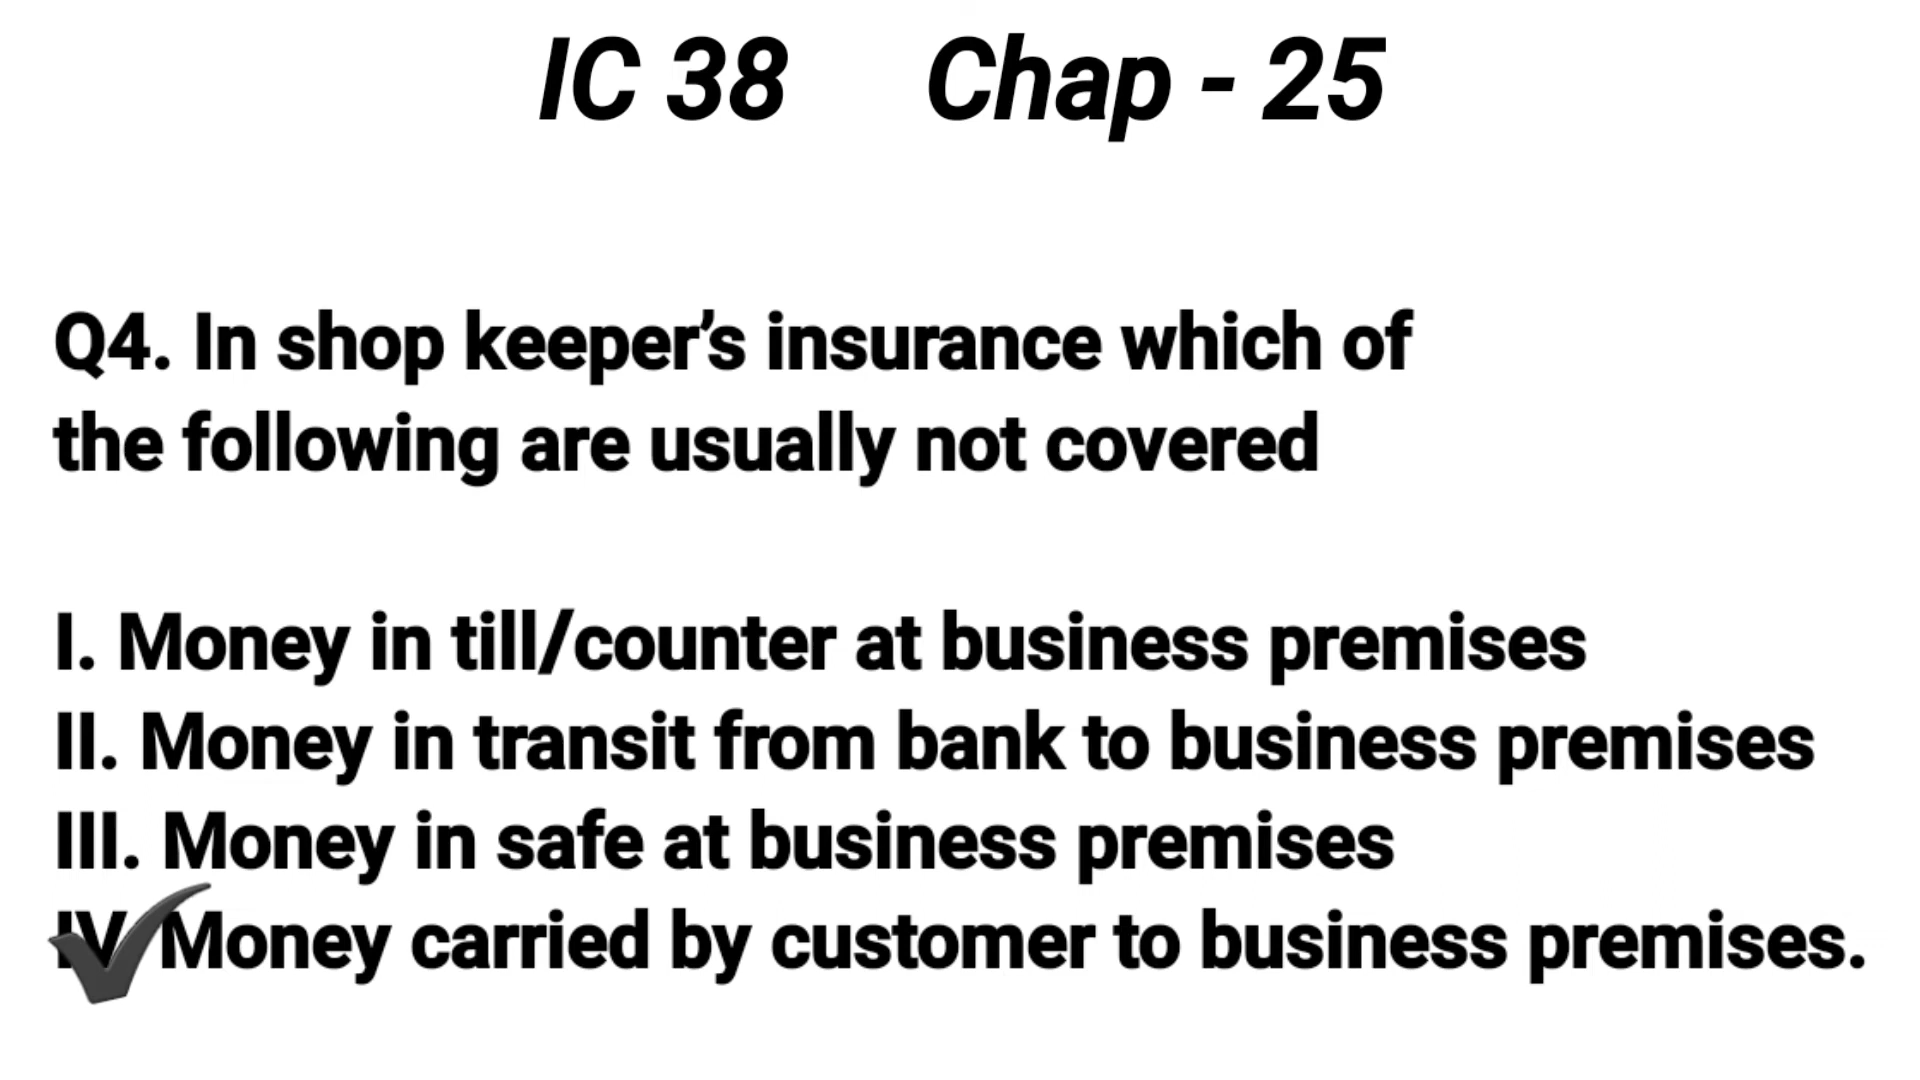 IC 38 Chap - 25
Q4. In shop keeper’s insurance which of
the following are usually not covered
I. Money in till/counter at business premises
II. Money in transit from bank to business premises
III. Money in safe at business premises
IV. Money carried by customer to business premises.